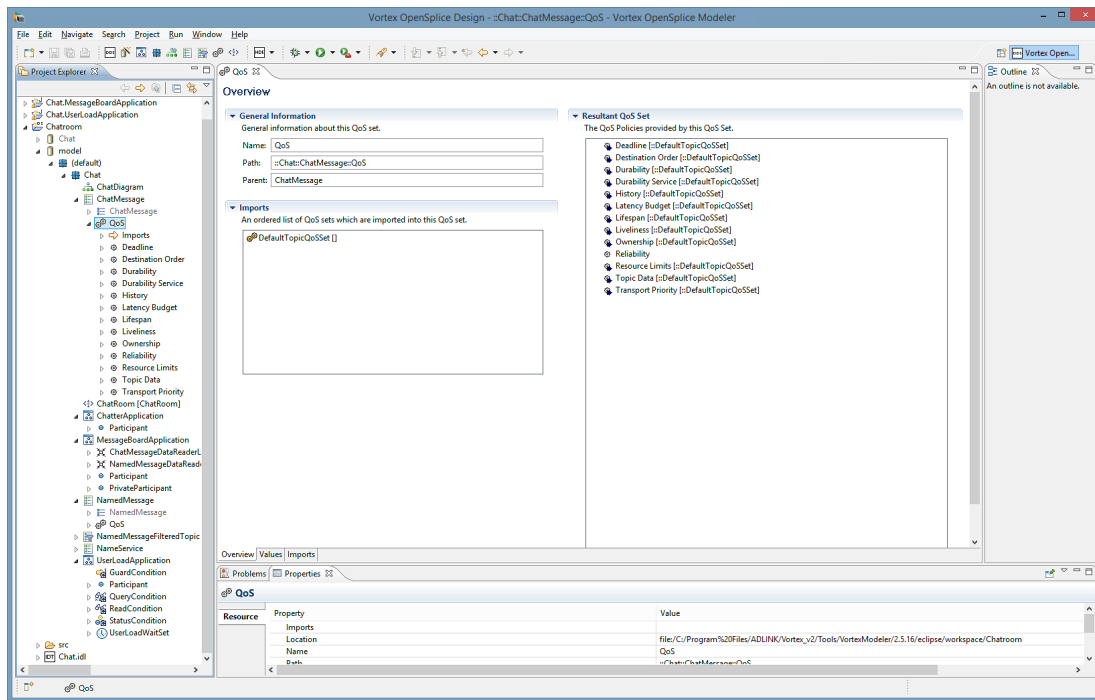 Vortex OpenSplice Design - ::Chat::ChatMessage::QoS - Vortex OpenSplice Modeler
File Edit Navigate Search Project Run Window Help
Vortex Open...
Project Explorer
Chat.MessageBoardApplication
Chat.UserLoadApplication
Chatroom
Chat
model
(default)
Chat
ChatDiagram
ChatMessage
ChatMessage
QoS
Imports
Deadline
Destination Order
Durability
Durability Service
History
Latency Budget
Lifespan
Liveliness
Ownership
Reliability
Resource Limits
Topic Data
Transport Priority
ChatRoom [ChatRoom]
ChatterApplication
Participant
MessageBoardApplication
ChatMessageDataReaderL
NamedMessageDataReade
Participant
PrivateParticipant
NamedMessage
NamedMessage
QoS
NamedMessageFilteredTopic
NameService
UserLoadApplication
GuardCondition
Participant
QueryCondition
ReadCondition
StatusCondition
UserLoadWaitSet
src
Chat.idl
QoS
Overview
General Information
General information about this QoS set.
Name: QoS
Path: ::Chat::ChatMessage::QoS
Parent: ChatMessage
Imports
An ordered list of QoS sets which are imported into this QoS set.
DefaultTopicQoSSet []
Resultant QoS Set
The QoS Policies provided by this QoS Set.
Deadline [::DefaultTopicQoSSet]
Destination Order [::DefaultTopicQoSSet]
Durability [::DefaultTopicQoSSet]
Durability Service [::DefaultTopicQoSSet]
History [::DefaultTopicQoSSet]
Latency Budget [::DefaultTopicQoSSet]
Lifespan [::DefaultTopicQoSSet]
Liveliness [::DefaultTopicQoSSet]
Ownership [::DefaultTopicQoSSet]
Reliability
Resource Limits [::DefaultTopicQoSSet]
Topic Data [::DefaultTopicQoSSet]
Transport Priority [::DefaultTopicQoSSet]
Overview Values Imports
Outline
An outline is not available.
Problems Properties
QoS
Resource
Property Value
Imports
Location file:/C:/Program%20Files/ADLINK/Vortex_v2/Tools/VortexModeler/2.5.16/eclipse/workspace/Chatroom
Name QoS
Path ::Chat::ChatMessage::QoS
QoS